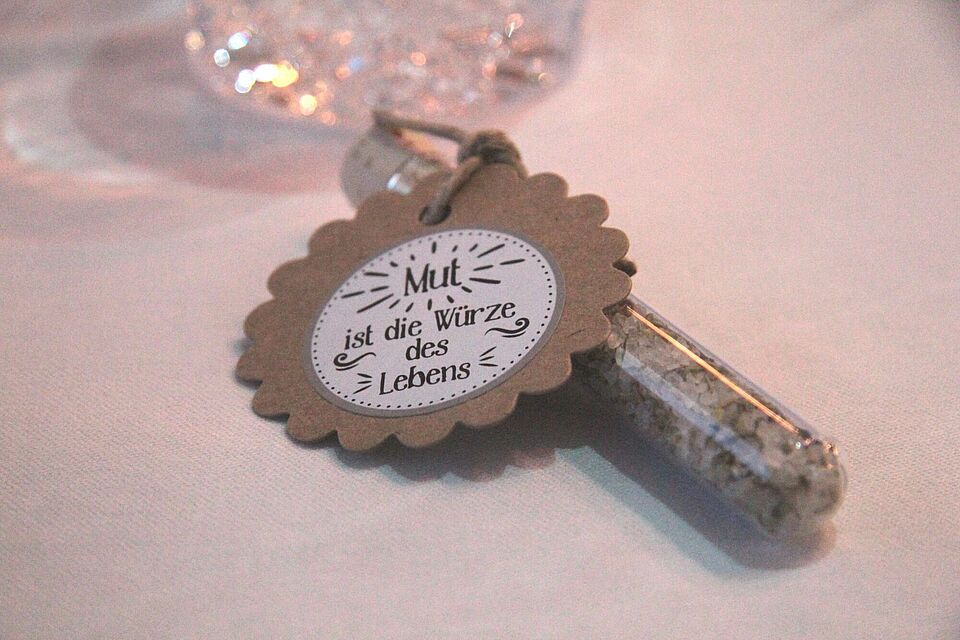 Mut
ist die Würze
des
Lebens